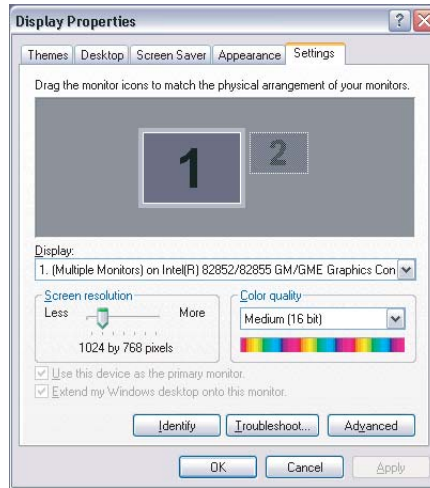 Display Properties
Themes Desktop Screen Saver Appearance Settings
Drag the monitor icons to match the physical arrangement of your monitors.
1 2
Display:
1. (Multiple Monitors) on Intel(R) 82852/82855 GM/GME Graphics Con
Screen resolution
Less More
1024 by 768 pixels
Color quality
Medium (16 bit)
Use this device as the primary monitor.
Extend my Windows desktop onto this monitor.
Identify Troubleshoot... Advanced
OK Cancel Apply